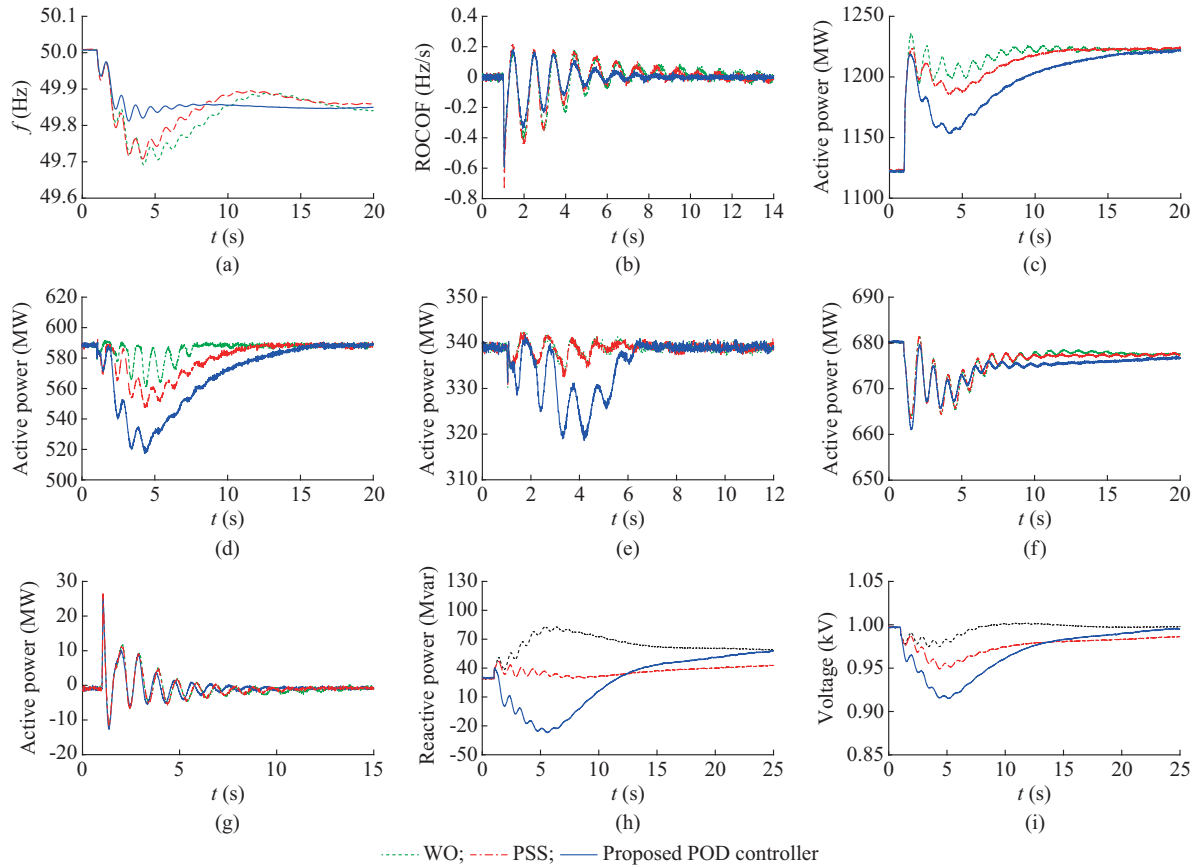 50.1
50.0
49.9
49.8
49.7
49.6
f (Hz)
0 5 10 15 20
t (s)
(a)
0.4
0.2
0
-0.2
-0.4
-0.6
-0.8
ROCOF (Hz/s)
0 2 4 6 8 10 12 14
t (s)
(b)
1250
1200
1150
1100
Active power (MW)
0 5 10 15 20
t (s)
(c)
620
600
580
560
540
520
500
Active power (MW)
0 5 10 15 20
t (s)
(d)
350
340
330
320
310
Active power (MW)
0 2 4 6 8 10 12
t (s)
(e)
690
680
670
660
650
Active power (MW)
0 5 10 15 20
t (s)
(f)
30
20
10
0
-10
-20
Active power (MW)
0 5 10 15
t (s)
(g)
130
100
70
40
10
-20
-50
Reactive power (Mvar)
0 5 10 15 20 25
t (s)
(h)
1.05
1.00
0.95
0.90
0.85
Voltage (kV)
0 5 10 15 20 25
t (s)
(i)
WO; PSS; Proposed POD controller